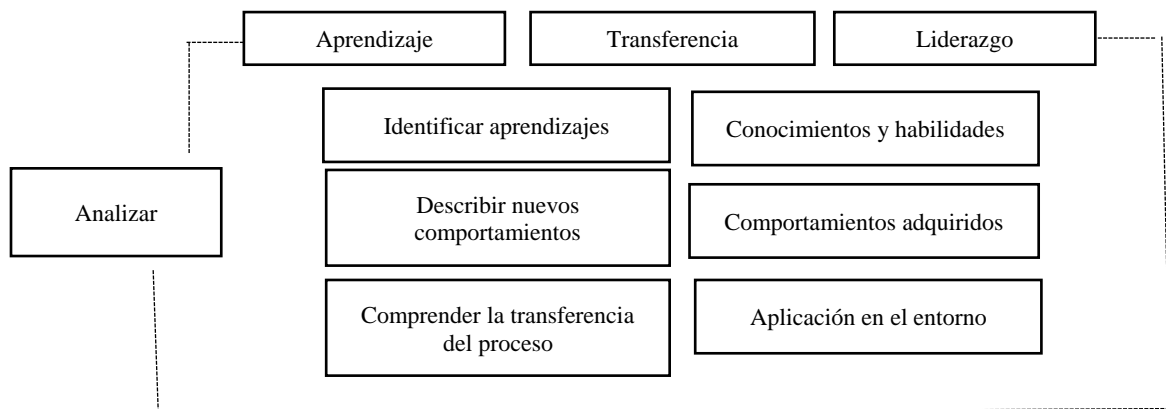 Aprendizaje
Transferencia
Liderazgo
Identificar aprendizajes
Conocimientos y habilidades
Analizar
Describir nuevos
comportamientos
Comportamientos adquiridos
Comprender la transferencia
del proceso
Aplicación en el entorno